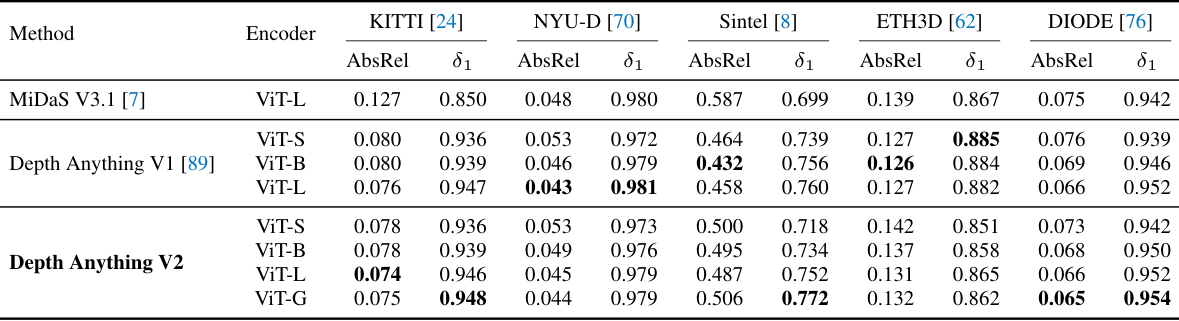 Method Encoder KITTI [24] NYU-D [70] Sintel [8] ETH3D [62] DIODE [76]
AbsRel δ₁ AbsRel δ₁ AbsRel δ₁ AbsRel δ₁ AbsRel δ₁
MiDaS V3.1 [7] ViT-L 0.127 0.850 0.048 0.980 0.587 0.699 0.139 0.867 0.075 0.942
ViT-S 0.080 0.936 0.053 0.972 0.464 0.739 0.127 0.885 0.076 0.939
Depth Anything V1 [89] ViT-B 0.080 0.939 0.046 0.979 0.432 0.756 0.126 0.884 0.069 0.946
ViT-L 0.076 0.947 0.043 0.981 0.458 0.760 0.127 0.882 0.066 0.952
ViT-S 0.078 0.936 0.053 0.973 0.500 0.718 0.142 0.851 0.073 0.942
Depth Anything V2 ViT-B 0.078 0.939 0.049 0.976 0.495 0.734 0.137 0.858 0.068 0.950
ViT-L 0.074 0.946 0.045 0.979 0.487 0.752 0.131 0.865 0.066 0.952
ViT-G 0.075 0.948 0.044 0.979 0.506 0.772 0.132 0.862 0.065 0.954